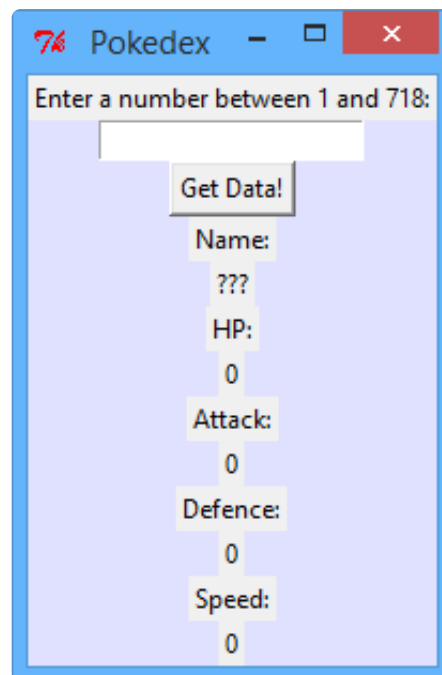 Pokedex
Enter a number between 1 and 718:
Get Data!
Name:
???
HP:
0
Attack:
0
Defence:
0
Speed:
0